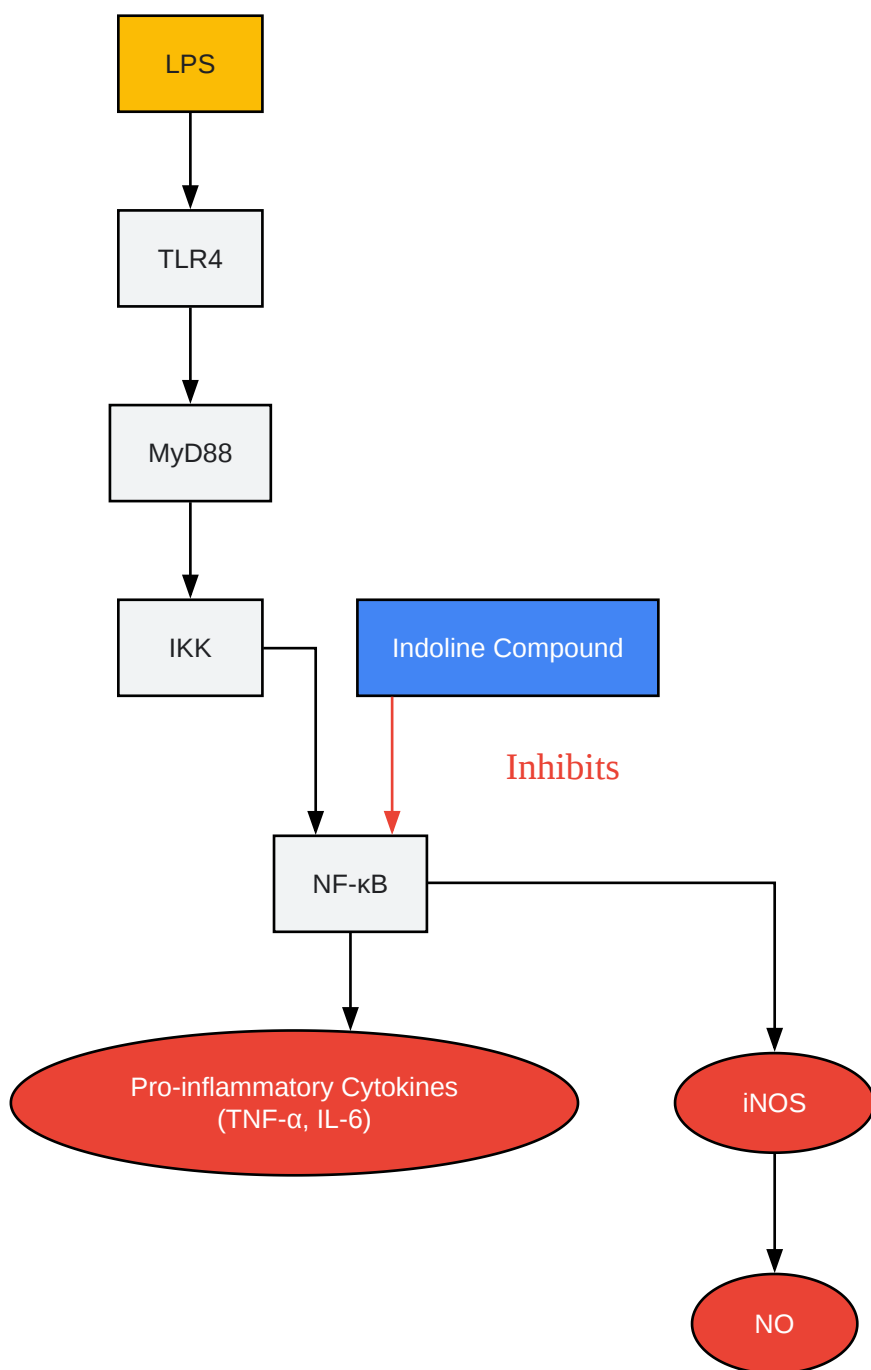 LPS
TLR4
MyD88
IKK
Indoline Compound
Inhibits
NF-κB
Pro-inflammatory Cytokines
(TNF-α, IL-6)
iNOS
NO